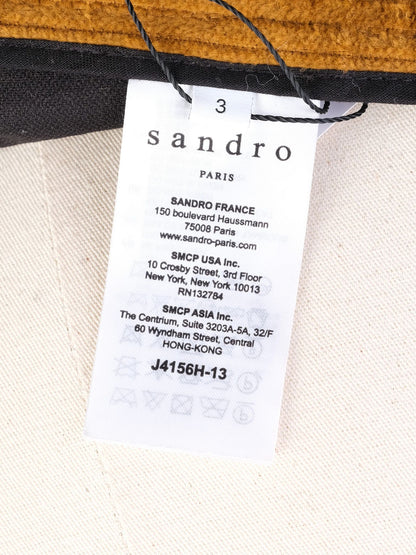 3
sandro
PARIS
SANDRO FRANCE
150 boulevard Haussmann
75008 Paris
www.sandro-paris.com
SMCP USA Inc.
10 Crosby Street, 3rd Floor
New York, New York 10013
RN132784
SMCP ASIA Inc.
The Centrium, Suite 3203A-5A, 32/F
60 Wyndham Street, Central
HONG-KONG
J4156H-13